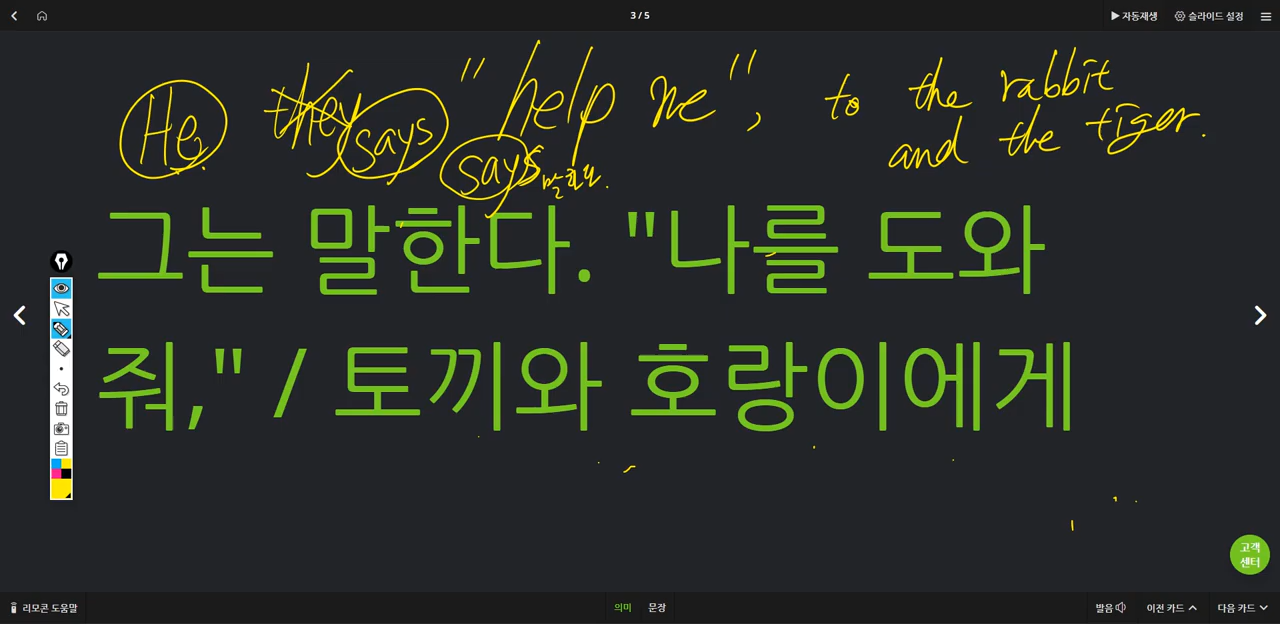 3 / 5
자동재생
슬라이드 설정
He they says " help me ", to the rabbit
and the tiger.
says
그는 말한다. "나를 도와
줘," / 토끼와 호랑이에게
고객
센터
리모콘 도움말
의미
문장
발음
이전 카드
다음 카드